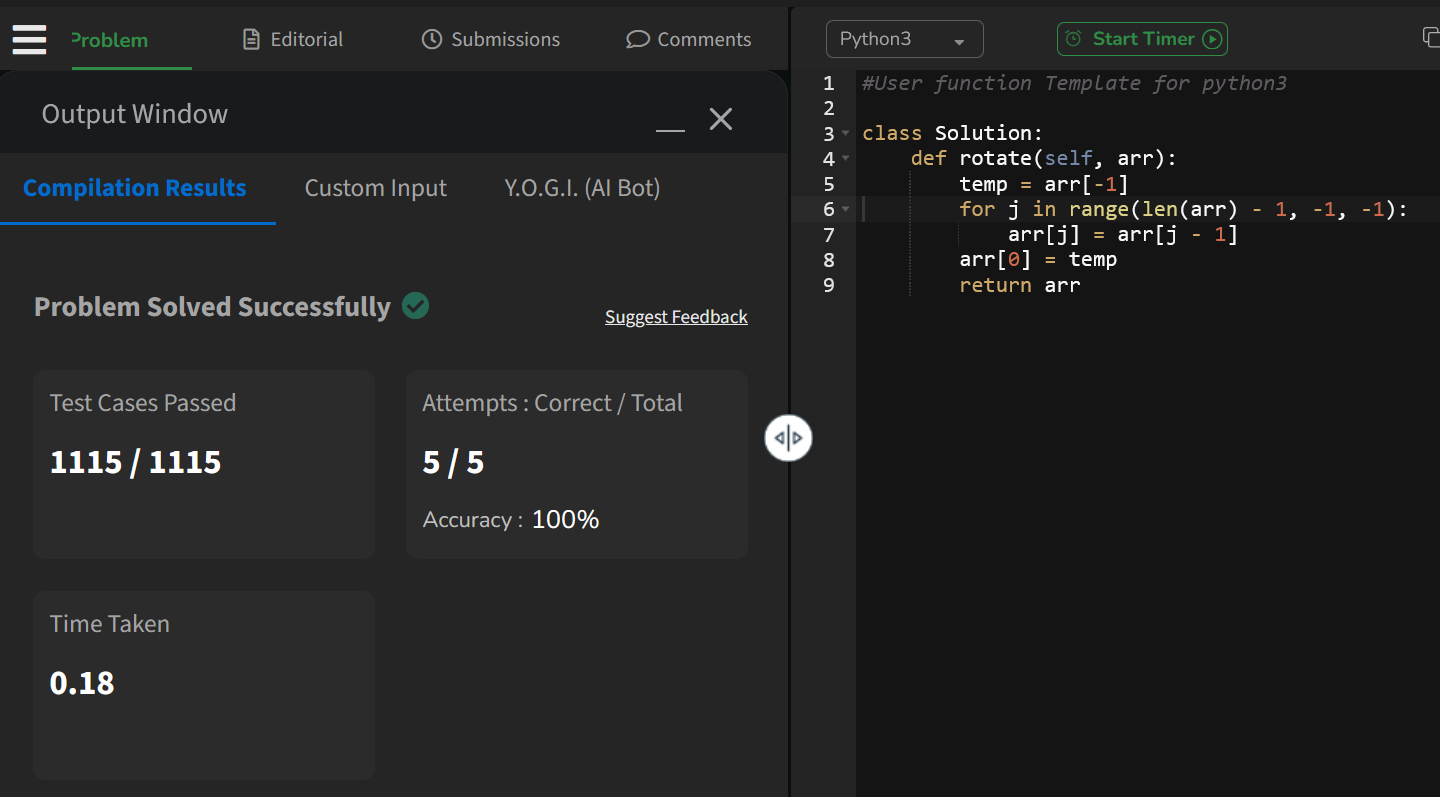 Problem Editorial Submissions Comments
Output Window
Compilation Results Custom Input Y.O.G.I. (AI Bot)
Problem Solved Successfully
Suggest Feedback
Test Cases Passed
1115 / 1115
Attempts : Correct / Total
5 / 5
Accuracy : 100%
Time Taken
0.18
Python3 Start Timer
1 #User function Template for python3
2
3 class Solution:
4     def rotate(self, arr):
5         temp = arr[-1]
6         for j in range(len(arr) - 1, -1, -1):
7             arr[j] = arr[j - 1]
8         arr[0] = temp
9         return arr